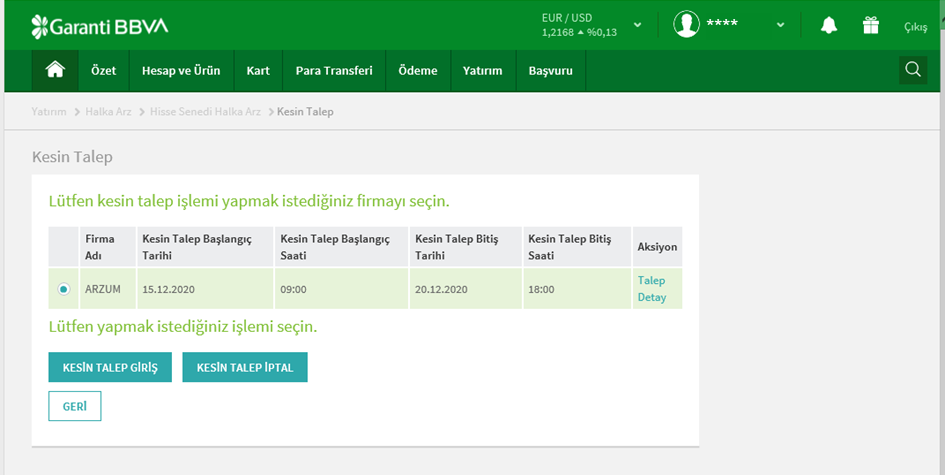 Garanti BBVA
EUR / USD
1,2168 %0,13
****
Çıkış
Özet
Hesap ve Ürün
Kart
Para Transferi
Ödeme
Yatırım
Başvuru
Yatırım > Halka Arz > Hisse Senedi Halka Arz > Kesin Talep
Kesin Talep
Lütfen kesin talep işlemi yapmak istediğiniz firmayı seçin.
Firma Adı
Kesin Talep Başlangıç Tarihi
Kesin Talep Başlangıç Saati
Kesin Talep Bitiş Tarihi
Kesin Talep Bitiş Saati
Aksiyon
ARZUM
15.12.2020
09:00
20.12.2020
18:00
Talep Detay
Lütfen yapmak istediğiniz işlemi seçin.
KESİN TALEP GİRİŞ
KESİN TALEP İPTAL
GERİ